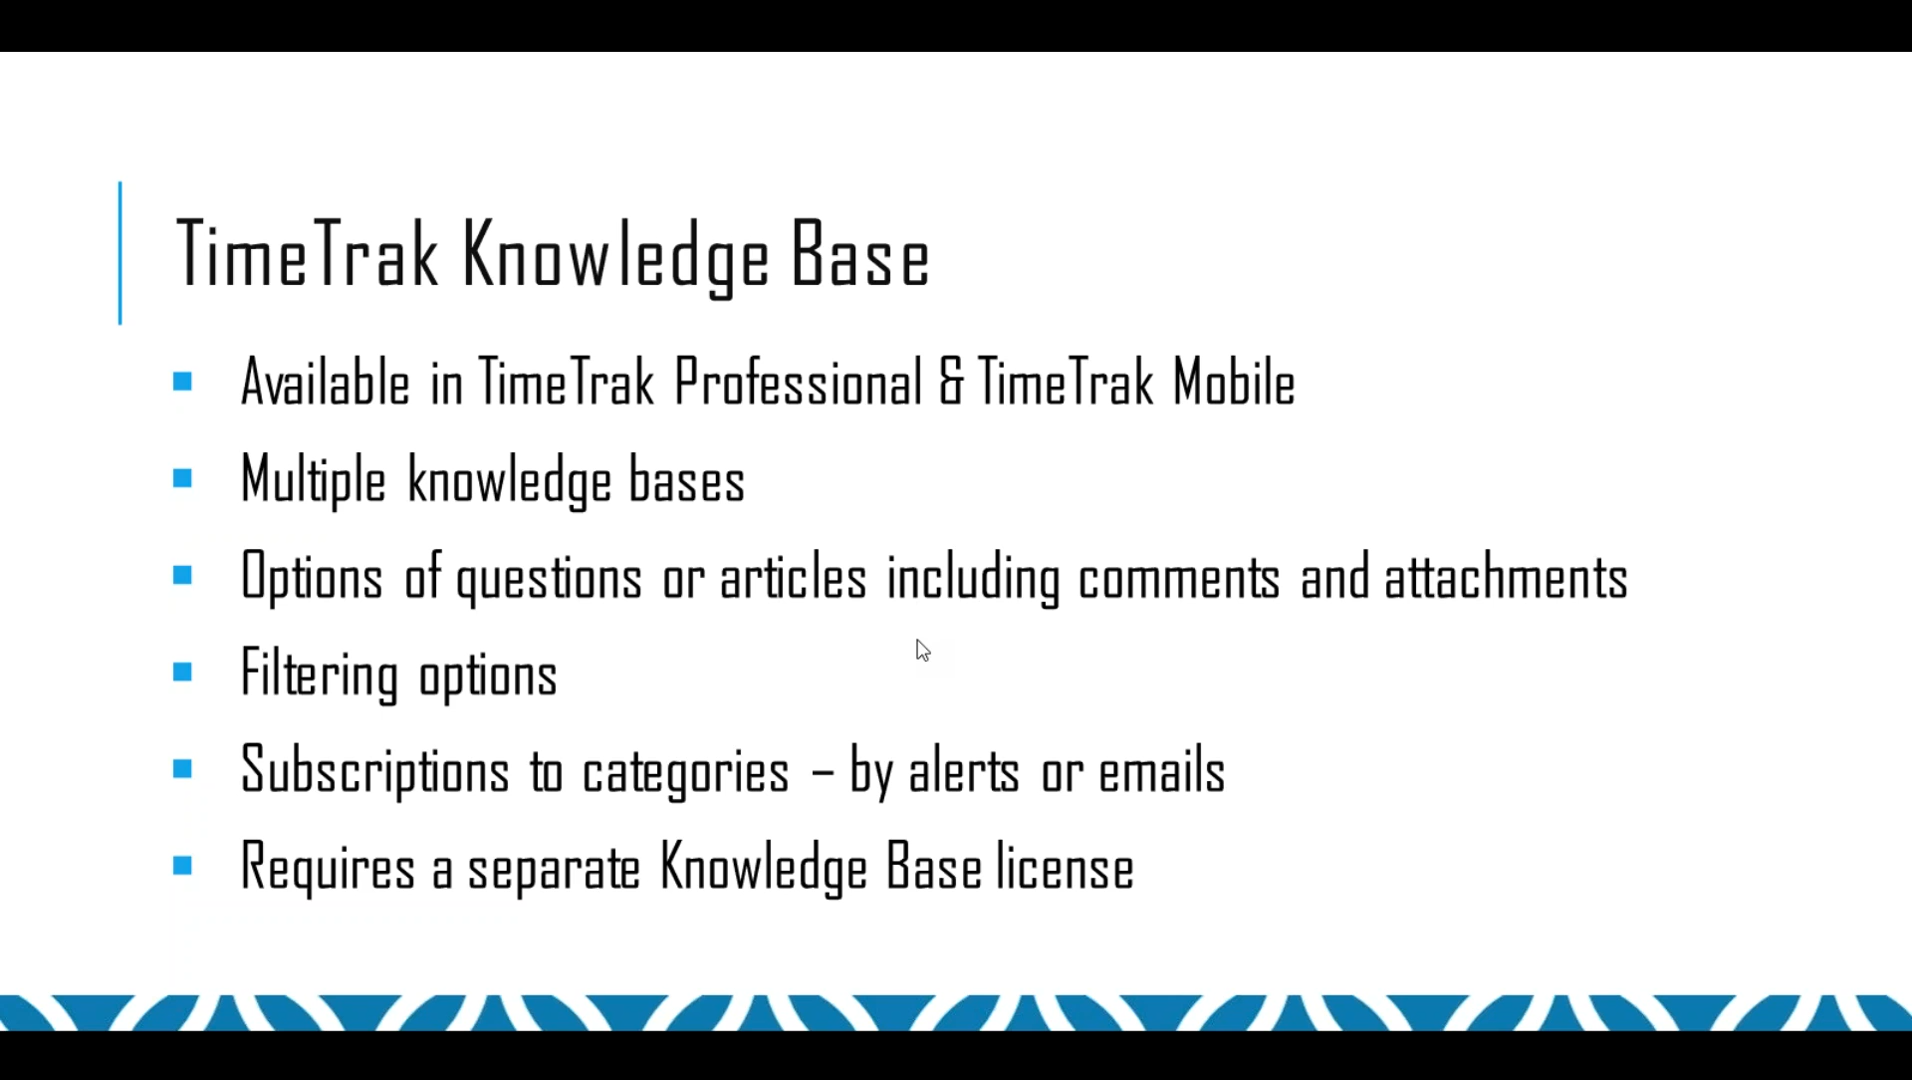 TimeTrak Knowledge Base
Available in TimeTrak Professional & TimeTrak Mobile
Multiple knowledge bases
Options of questions or articles including comments and attachments
Filtering options
Subscriptions to categories – by alerts or emails
Requires a separate Knowledge Base license